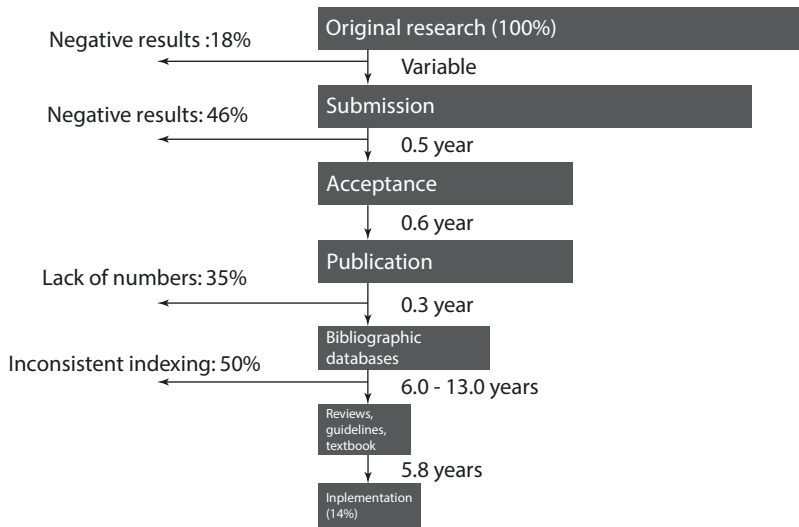 Original research (100%)
Negative results :18%
Variable
Submission
Negative results: 46%
0.5 year
Acceptance
0.6 year
Publication
Lack of numbers: 35%
0.3 year
Bibliographic
databases
Inconsistent indexing: 50%
6.0 - 13.0 years
Reviews,
guidelines,
textbook
5.8 years
Inplementation
(14%)